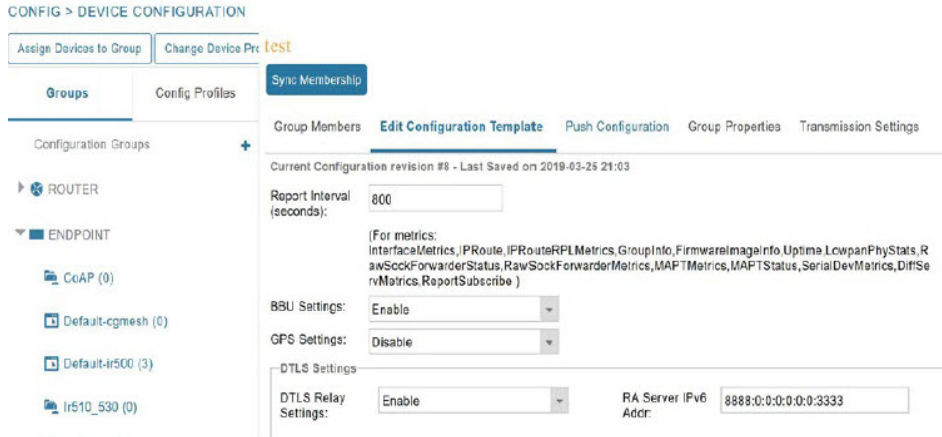 CONFIG > DEVICE CONFIGURATION
Assign Devices to Group
Change Device Pro
test
Sync Membership
Groups
Config Profiles
Group Members
Edit Configuration Template
Push Configuration
Group Properties
Transmission Settings
Configuration Groups
+
Current Configuration revision #8 - Last Saved on 2019-03-25 21:03
ROUTER
Report Interval
(seconds):
800
ENDPOINT
(For metrics:
InterfaceMetrics,IPRoute,IPRouteRPLMetrics,GroupInfo,FirmwareImageInfo,Uptime,LowpanPhyStats,R
awSockForwarderStatus,RawSockForwarderMetrics,MAPTMetrics,MAPTStatus,SerialDevMetrics,DiffSe
rvMetrics,ReportSubscribe )
CoAP (0)
BBU Settings:
Enable
Default-cgmesh (0)
GPS Settings:
Disable
Default-ir500 (3)
DTLS Settings
DTLS Relay
Settings:
Enable
RA Server IPv6
Addr:
8888:0:0:0:0:0:0:3333
Ir510_530 (0)